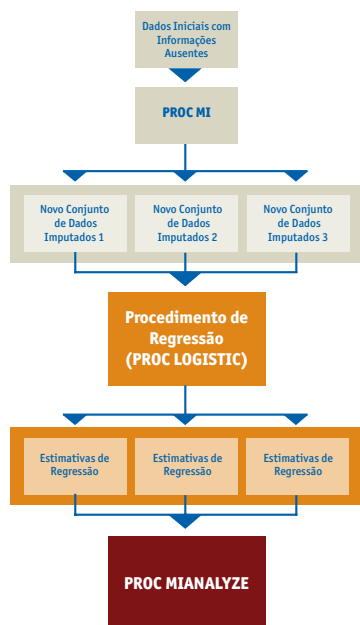 Dados Iniciais com
Informações
Ausentes
PROC MI
Novo Conjunto
de Dados
Imputados 1
Novo Conjunto
de Dados
Imputados 2
Novo Conjunto
de Dados
Imputados 3
Procedimento de
Regressão
(PROC LOGISTIC)
Estimativas de
Regressão
Estimativas de
Regressão
Estimativas de
Regressão
PROC MIANALYZE